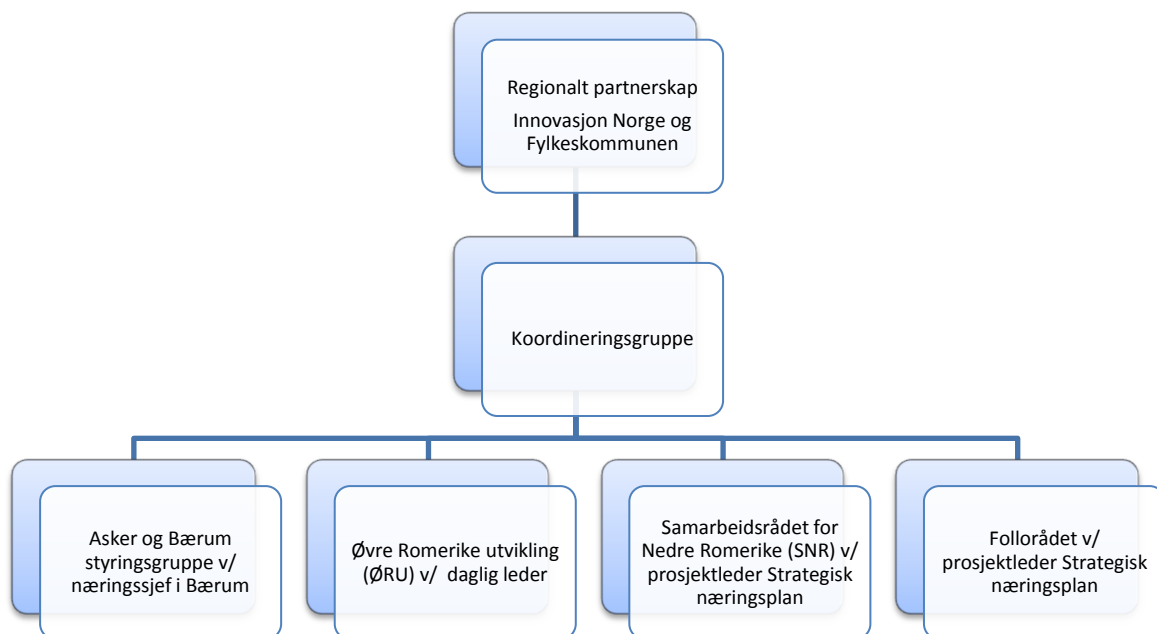 Regionalt partnerskap
Innovasjon Norge og
Fylkeskommunen
Koordineringsgruppe
Asker og Bærum
styringsgruppe v/
næringssjef i Bærum
Øvre Romerike utvikling
(ØRU) v/ daglig leder
Samarbeidsrådet for
Nedre Romerike (SNR) v/
prosjektleder Strategisk
næringsplan
Follorådet v/
prosjektleder Strategisk
næringsplan